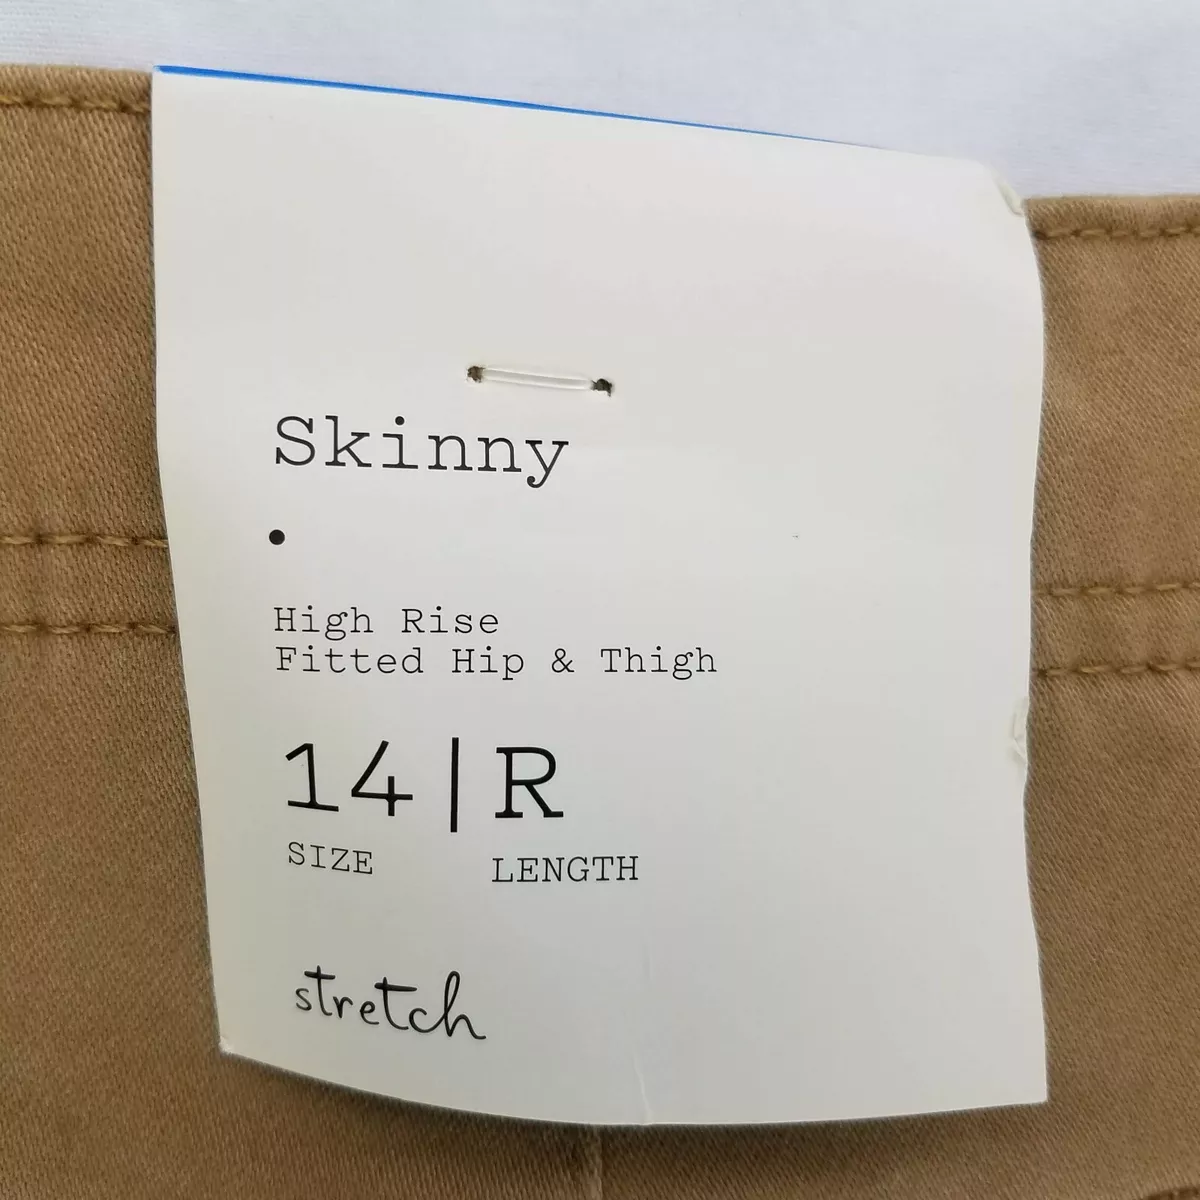 Skinny
•
High Rise
Fitted Hip & Thigh
14|R
SIZE LENGTH
stretch